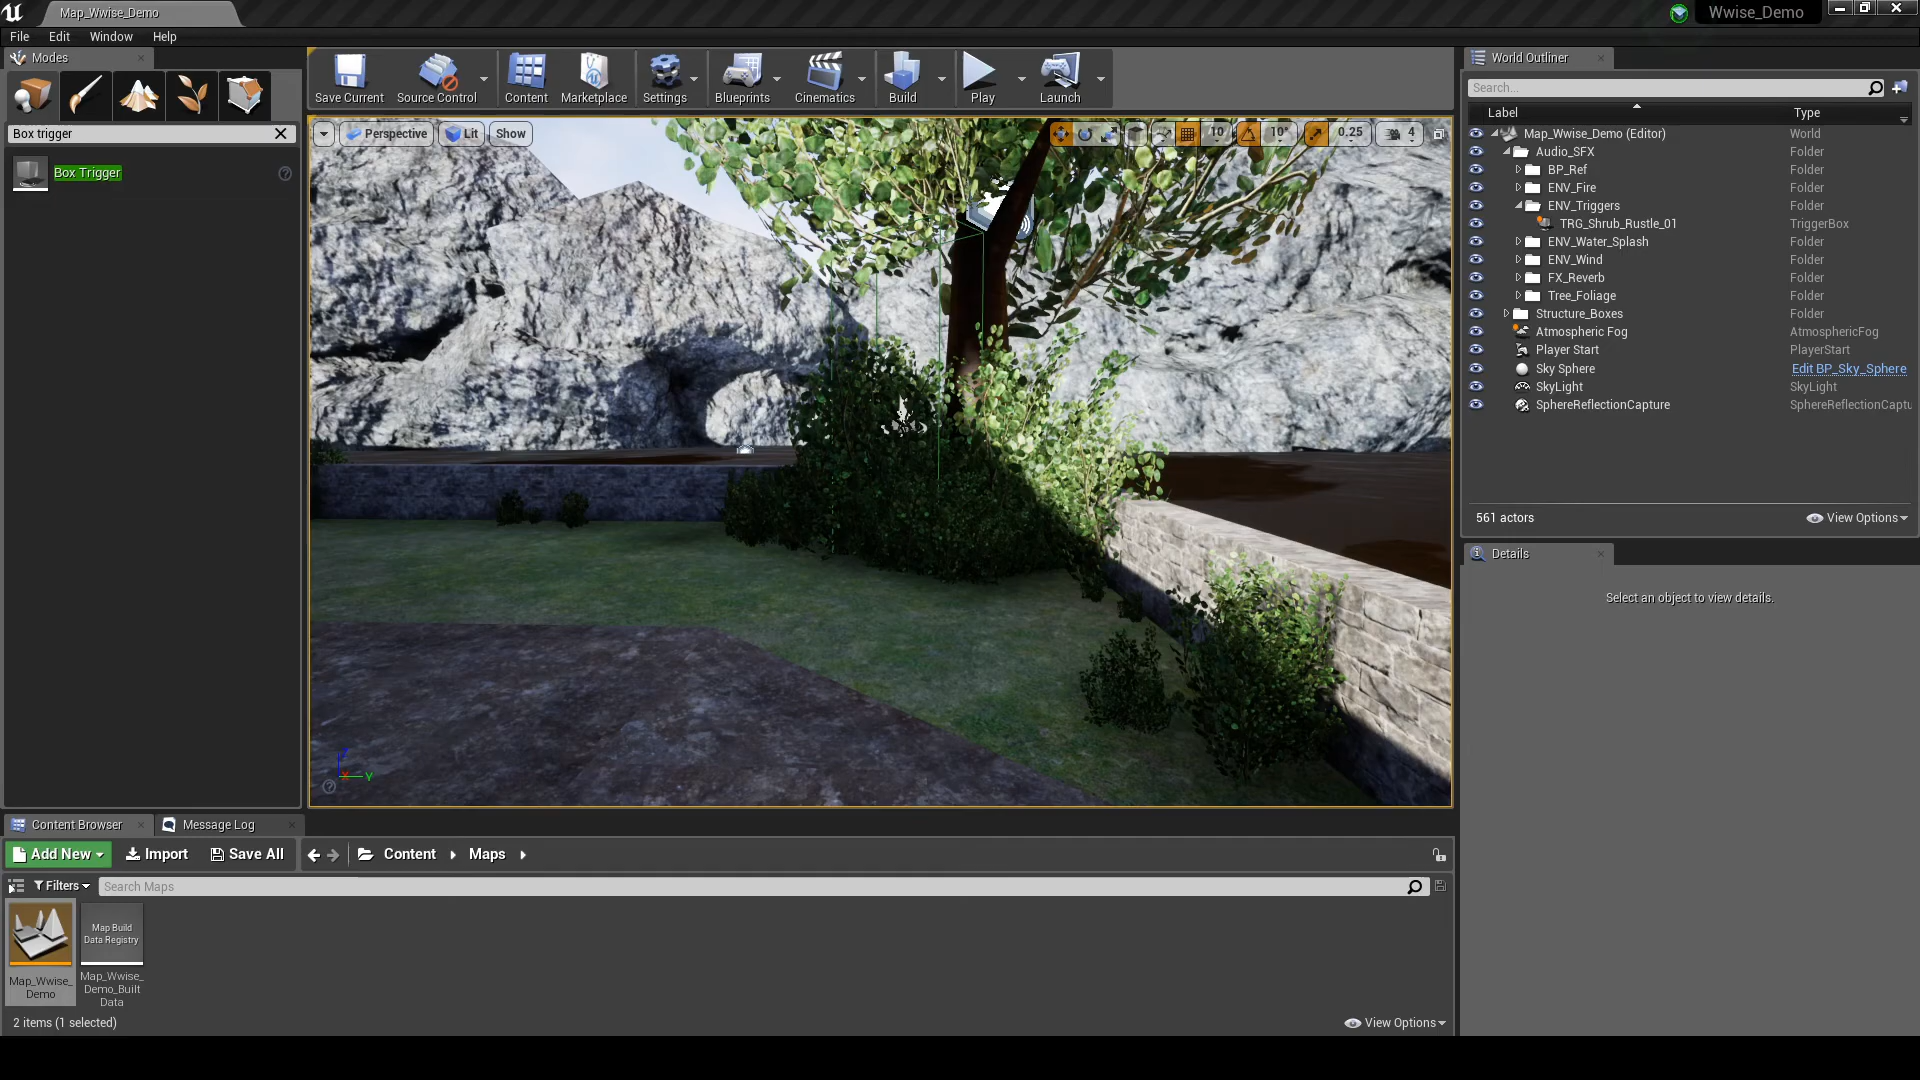 Map_Wwise_Demo
Wwise_Demo
File Edit Window Help
Modes
Box trigger
Box Trigger
Save Current
Source Control
Content
Marketplace
Settings
Blueprints
Cinematics
Build
Play
Launch
Perspective
Lit
Show
10
10°
0.25
4
World Outliner
Search...
Label Type
Map_Wwise_Demo (Editor) World
Audio_SFX Folder
BP_Ref Folder
ENV_Fire Folder
ENV_Triggers Folder
TRG_Shrub_Rustle_01 TriggerBox
ENV_Water_Splash Folder
ENV_Wind Folder
FX_Reverb Folder
Tree_Foliage Folder
Structure_Boxes Folder
Atmospheric Fog AtmosphericFog
Player Start PlayerStart
Sky Sphere Edit BP_Sky_Sphere
SkyLight SkyLight
SphereReflectionCapture SphereReflectionCaptu
561 actors
View Options
Details
Select an object to view details.
X Y Z
Content Browser
Message Log
Add New
Import
Save All
Content
Maps
Filters
Search Maps
Map_Wwise_
Demo
Map Build
Data Registry
Map_Wwise_
Demo_Built
Data
2 items (1 selected)
View Options